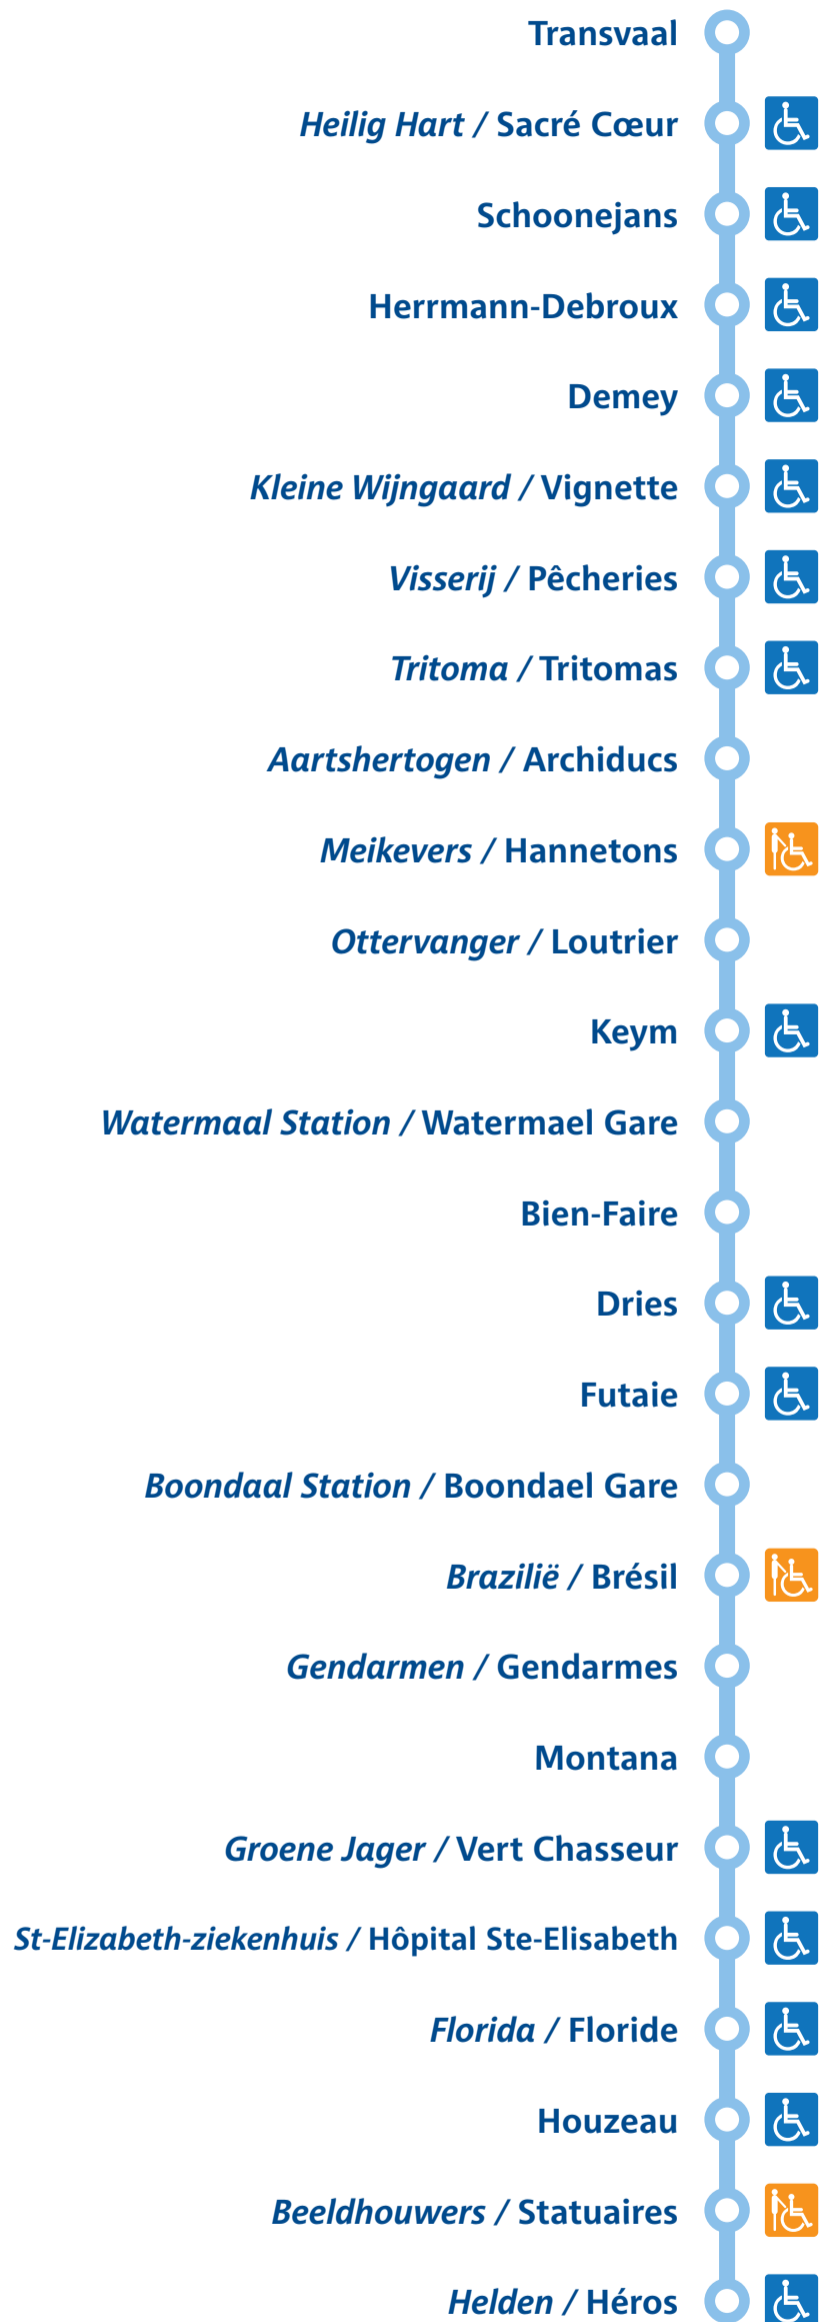 Transvaal
Heilig Hart / Sacré Cœur
Schoonejans
Herrmann-Debroux
Demey
Kleine Wijngaard / Vignette
Visserij / Pêcheries
Tritoma / Tritomas
Aartshertogen / Archiducs
Meikevers / Hannetons
Ottervanger / Loutrier
Keym
Watermaal Station / Watermael Gare
Bien-Faire
Dries
Futaie
Boondaal Station / Boondael Gare
Brazilië / Brésil
Gendarmen / Gendarmes
Montana
Groene Jager / Vert Chasseur
St-Elizabeth-ziekenhuis / Hôpital Ste-Elisabeth
Florida / Floride
Houzeau
Beeldhouwers / Statuaires
Helden / Héros